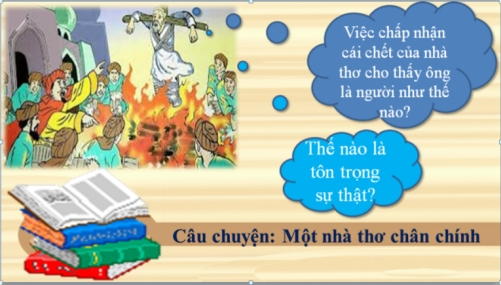 Việc chấp nhận
cái chết của nhà
thơ cho thấy ông
là người như thế
nào?
Thế nào là
tôn trọng
sự thật?
Câu chuyện: Một nhà thơ chân chính